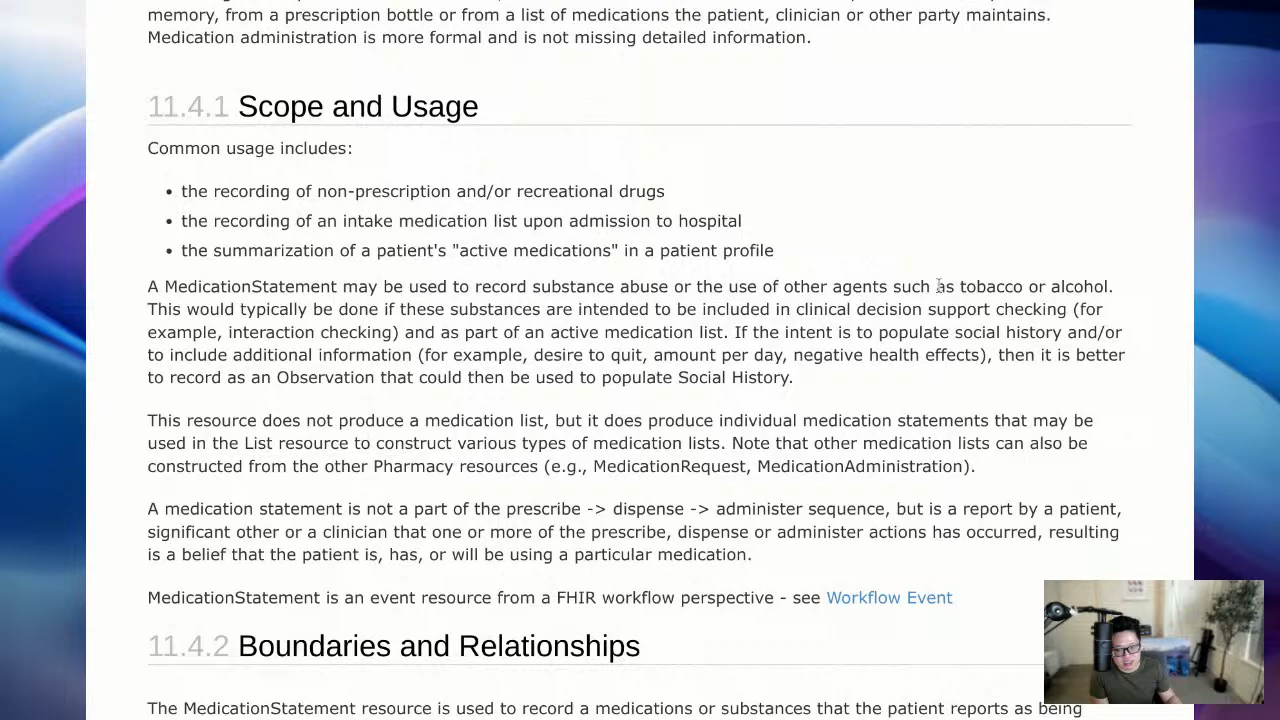 memory, from a prescription bottle or from a list of medications the patient, clinician or other party maintains.
Medication administration is more formal and is not missing detailed information.
11.4.1 Scope and Usage
Common usage includes:
• the recording of non-prescription and/or recreational drugs
• the recording of an intake medication list upon admission to hospital
• the summarization of a patient's "active medications" in a patient profile
A MedicationStatement may be used to record substance abuse or the use of other agents such as tobacco or alcohol.
This would typically be done if these substances are intended to be included in clinical decision support checking (for
example, interaction checking) and as part of an active medication list. If the intent is to populate social history and/or
to include additional information (for example, desire to quit, amount per day, negative health effects), then it is better
to record as an Observation that could then be used to populate Social History.
This resource does not produce a medication list, but it does produce individual medication statements that may be
used in the List resource to construct various types of medication lists. Note that other medication lists can also be
constructed from the other Pharmacy resources (e.g., MedicationRequest, MedicationAdministration).
A medication statement is not a part of the prescribe -> dispense -> administer sequence, but is a report by a patient,
significant other or a clinician that one or more of the prescribe, dispense or administer actions has occurred, resulting
is a belief that the patient is, has, or will be using a particular medication.
MedicationStatement is an event resource from a FHIR workflow perspective - see Workflow Event
11.4.2 Boundaries and Relationships
The MedicationStatement resource is used to record a medications or substances that the patient reports as being